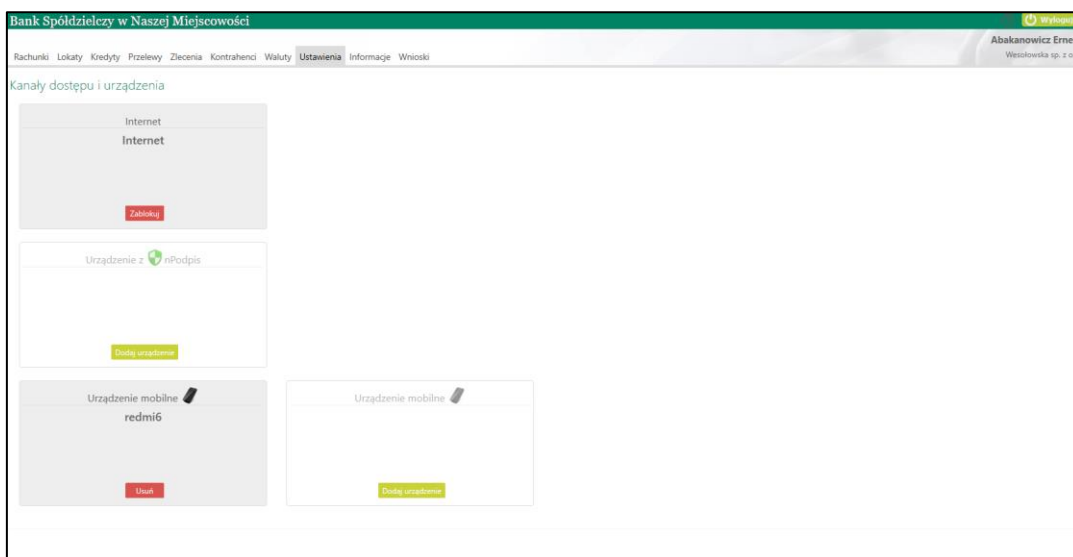 Bank Spółdzielczy w Naszej Miejscowości
Wyloguj
Abakanowicz Erne
Wesołowska sp. z o
Rachunki Lokaty Kredyty Przelewy Zlecenia Kontrahenci Waluty Ustawienia Informacje Wnioski
Kanały dostępu i urządzenia
Internet
Internet
Zablokuj
Urządzenie z nPodpis
Dodaj urządzenie
Urządzenie mobilne
redmi6
Usuń
Urządzenie mobilne
Dodaj urządzenie